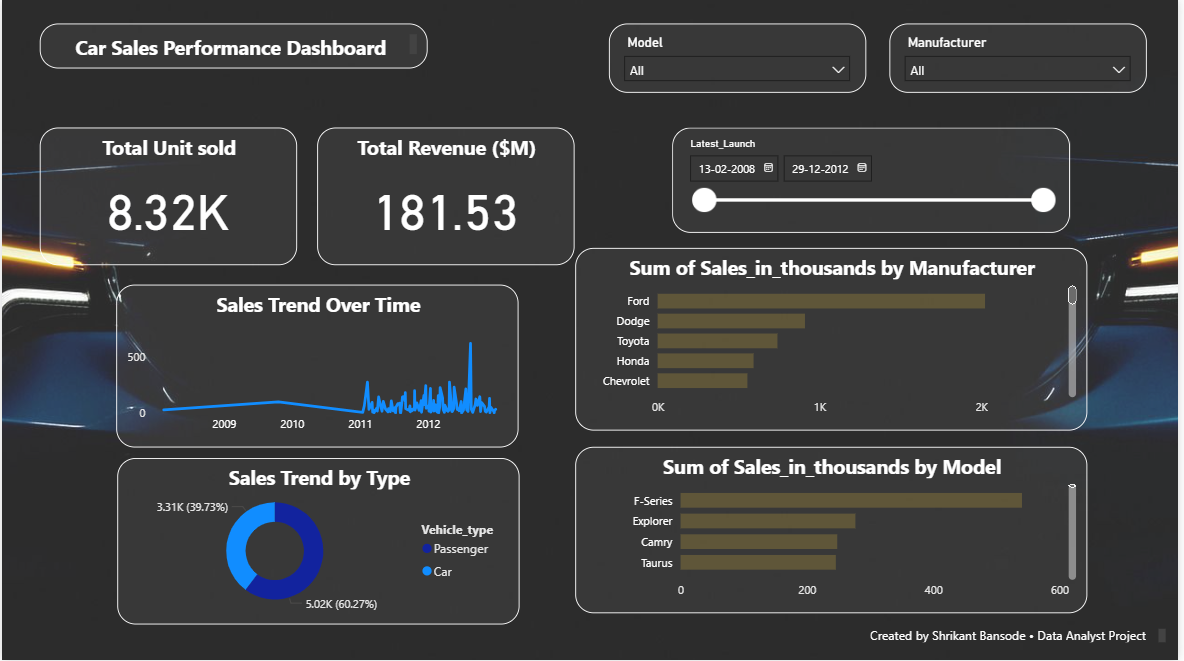 Car Sales Performance Dashboard
Model
All
Manufacturer
All
Total Unit sold
8.32K
Total Revenue ($M)
181.53
Latest_Launch
13-02-2008
29-12-2012
Sum of Sales_in_thousands by Manufacturer
Ford
Dodge
Toyota
Honda
Chevrolet
0K 1K 2K
Sales Trend Over Time
500
0
2009 2010 2011 2012
Sales Trend by Type
3.31K (39.73%)
5.02K (60.27%)
Vehicle_type
Passenger
Car
Sum of Sales_in_thousands by Model
F-Series
Explorer
Camry
Taurus
0 200 400 600
Created by Shrikant Bansode • Data Analyst Project